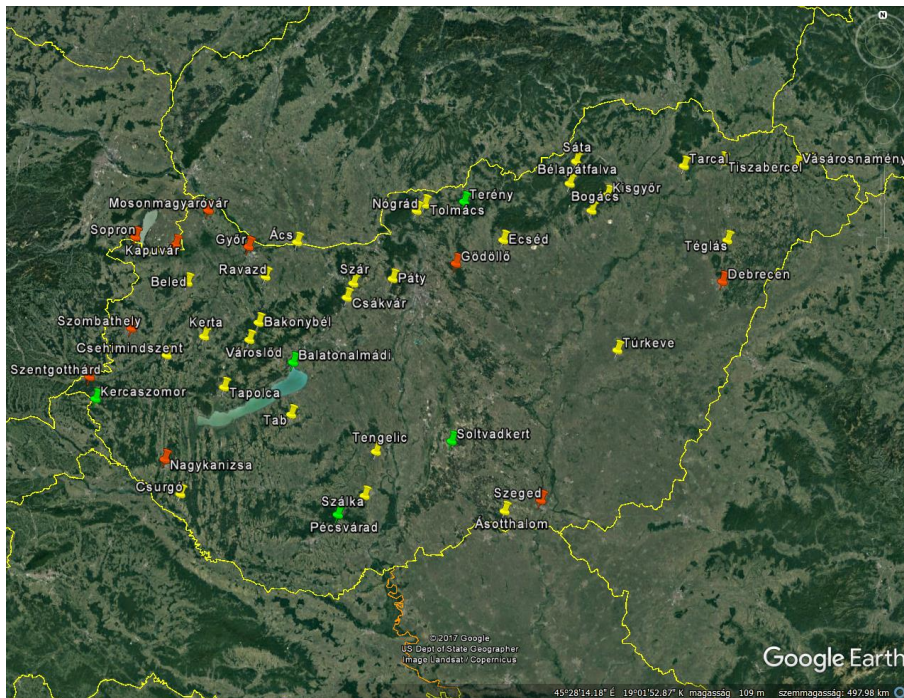 N
Sáta
Bélapátfalva
Tarcal
Vásárosnamény
Tiszabercel
Kisgyőr
Terény
Bogács
Nógrád
Tolmács
Mosonmagyaróvár
Sopron
Kapuvár
Győr
Ács
Ecséd
Téglás
Gödöllö
Debrecen
Beled
Ravazd
Szár
Páty
Csákvár
Szombathely
Kerta
Bakonybél
Csehimindszent
Városlőd
Balatonalmádi
Túrkeve
Szentgotthárd
Kercaszomor
Tapolca
Tab
Tengelic
Soltvadkert
Nagykanizsa
Csurgó
Szálka
Szeged
Pécsvárad
Ásotthalom
© 2017 Google
US Dept of State Geographer
Image Landsat / Copernicus
Google Earth
45°28'14.18" É 19°01'52.87" K magasság 109 m szemmagasság: 497.98 km